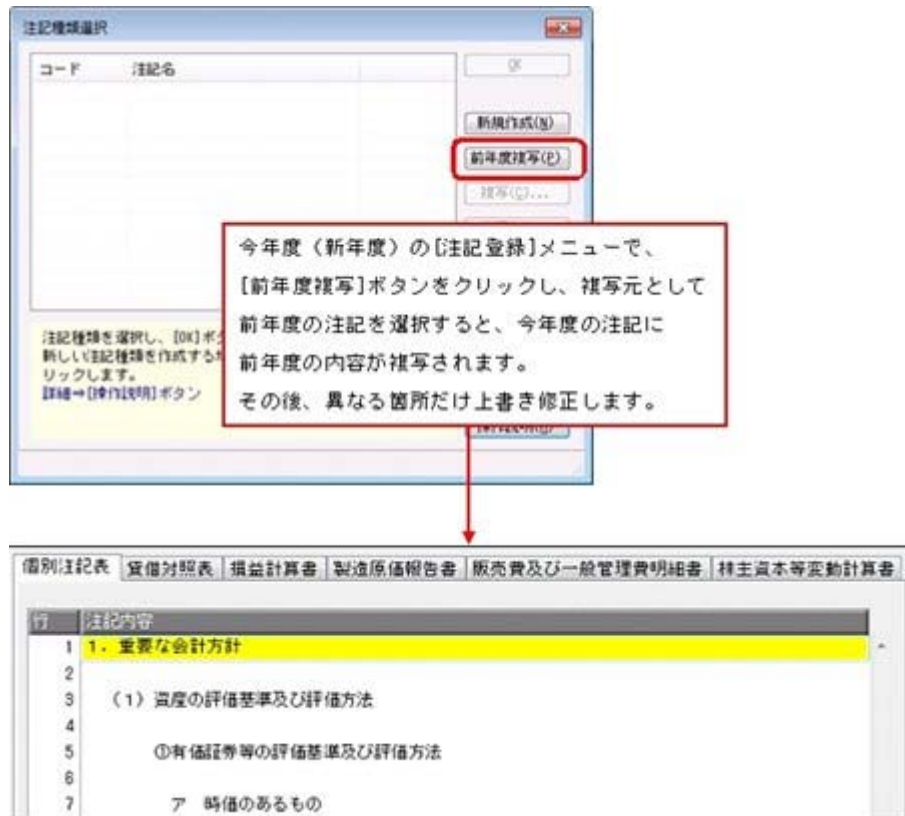 注記種類選択
コード 注記名
OK
新規作成(N)
前年度複写(P)
複写(C)...
今年度（新年度）の[注記登録]メニューで、
[前年度複写]ボタンをクリックし、複写元として
前年度の注記を選択すると、今年度の注記に
前年度の内容が複写されます。
その後、異なる箇所だけ上書き修正します。
注記種類を選択し、[OK]ボ
新しい注記種類を作成する
リックします。
詳細⇒[操作説明]ボタン
個別注記表 貸借対照表 損益計算書 製造原価報告書 販売費及び一般管理費明細書 株主資本等変動計算書
行 注記内容
1 1．重要な会計方針
2
3 （1）資産の評価基準及び評価方法
4
5 ①有価証券等の評価基準及び評価方法
6
7 ア 時価のあるもの